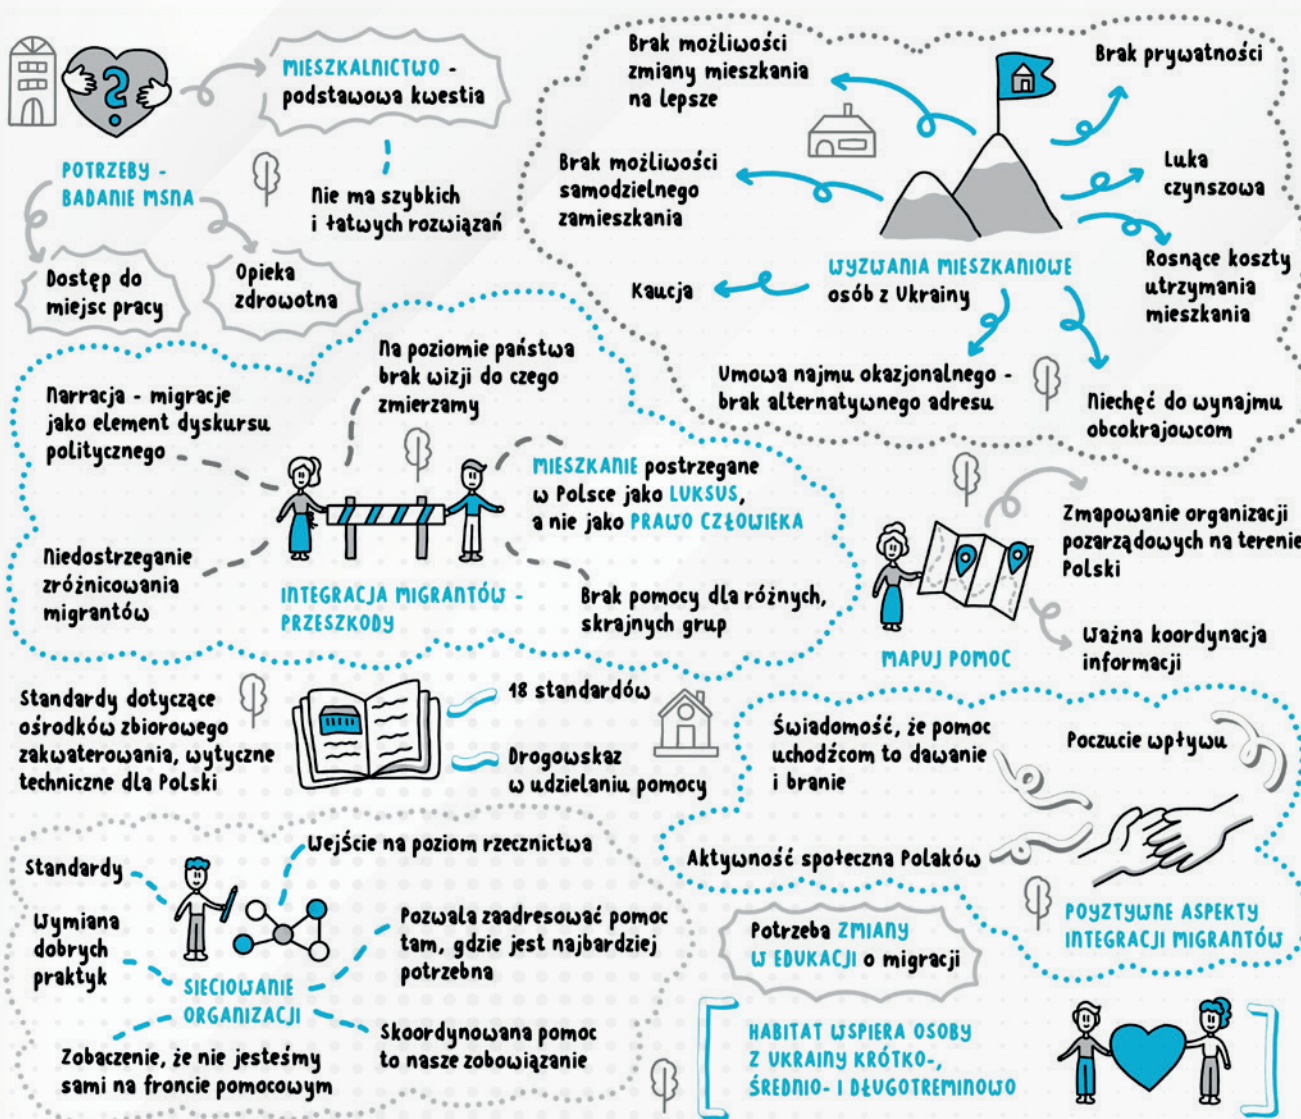 MIESZKALNICTWO -
podstawowa kwestia
Nie ma szybkich
i łatwych rozwiązań
POTRZEBY -
BADANIE MSNA
Dostęp do
miejsc pracy
Opieka
zdrowotna
Brak możliwości
zmiany mieszkania
na lepsze
Brak prywatności
Brak możliwości
samodzielnego
zamieszkania
Luka
czynszowa
WYZWANIA MIESZKANIOWE
osób z Ukrainy
Kaucja
Rosnące koszty
utrzymania
mieszkania
Umowa najmu okazjonalnego -
brak alternatywnego adresu
Niechęć do wynajmu
obcokrajowcom
Na poziomie państwa
brak wizji do czego
zmierzamy
Narracja - migracje
jako element dyskursu
politycznego
MIESZKANIE postrzegane
w Polsce jako LUKSUS,
a nie jako PRAWO CZŁOWIEKA
Niedostrzeganie
zróżnicowania
migrantów
INTEGRACJA MIGRANTÓW -
PRZESZKODY
Brak pomocy dla różnych,
skrajnych grup
Zmapowanie organizacji
pozarządowych na terenie
Polski
MAPUJ POMOC
Ważna koordynacja
informacji
Standardy dotyczące
ośrodków zbiorowego
zakwaterowania, wytyczne
techniczne dla Polski
18 standardów
Drogowskaz
w udzielaniu pomocy
Świadomość, że pomoc
uchodźcom to dawanie
i branie
Poczucie wpływu
Aktywność społeczna Polaków
POYZTYWNE ASPEKTY
INTEGRACJI MIGRANTÓW
Wejście na poziom rzecznictwa
Standardy
Wymiana
dobrych
praktyk
Pozwala zaadresować pomoc
tam, gdzie jest najbardziej
potrzebna
SIECIOWANIE
ORGANIZACJI
Skoordynowana pomoc
to nasze zobowiązanie
Zobaczenie, że nie jesteśmy
sami na froncie pomocowym
Potrzeba ZMIANY
W EDUKACJI o migracji
HABITAT WSPIERA OSOBY
Z UKRAINY KRÓTKO-,
ŚREDNIO- I DŁUGOTREMINOWO